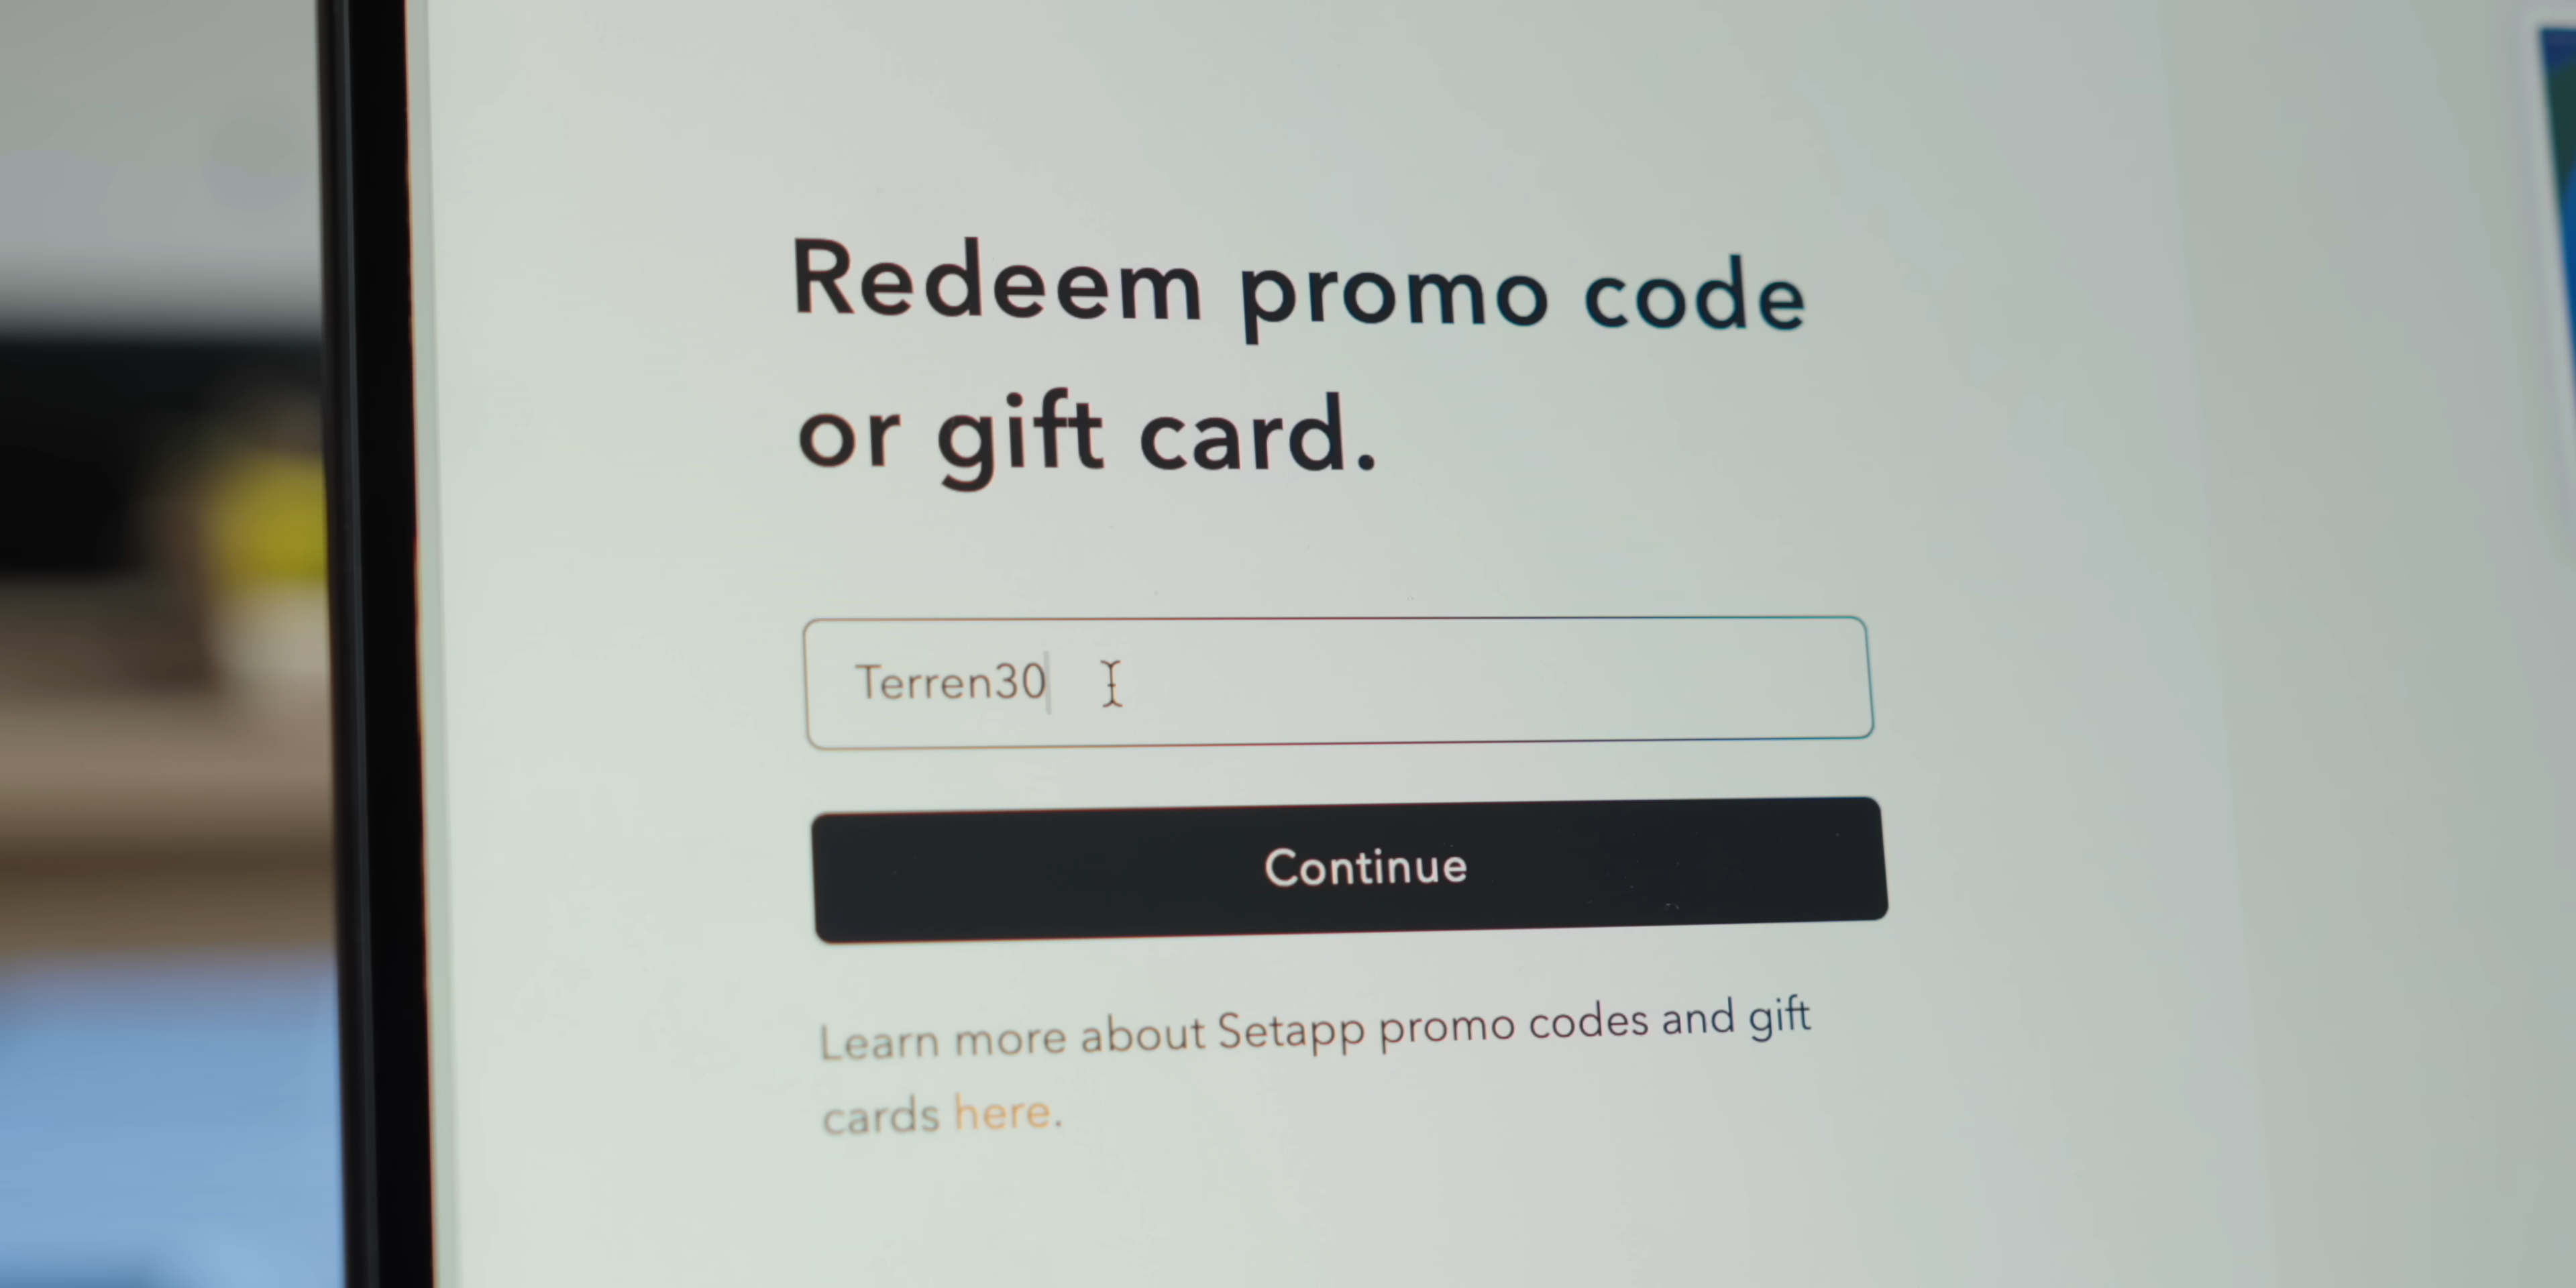 Redeem promo code
or gift card.
Terren30
Continue
Learn more about Setapp promo codes and gift
cards here.